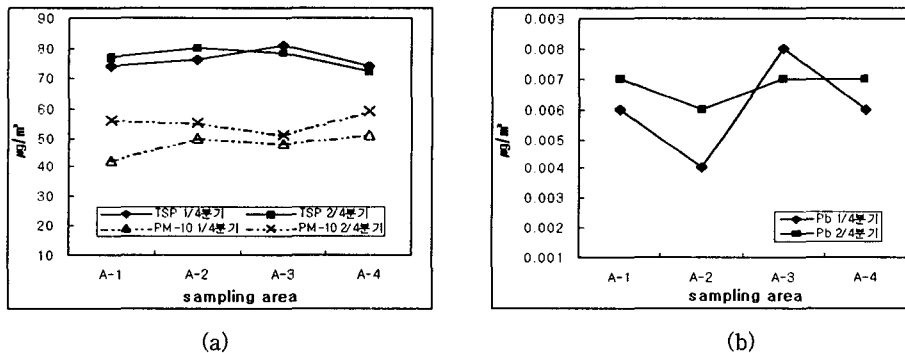 90
80
70
60
50
40
30
20
10
μg/m³
TSP 1/4분기
TSP 2/4분기
PM-10 1/4분기
PM-10 2/4분기
A-1 A-2 A-3 A-4
sampling area
(a)
0.009
0.008
0.007
0.006
0.005
0.004
0.003
0.002
0.001
μg/m³
Pb 1/4분기
Pb 2/4분기
A-1 A-2 A-3 A-4
sampling area
(b)